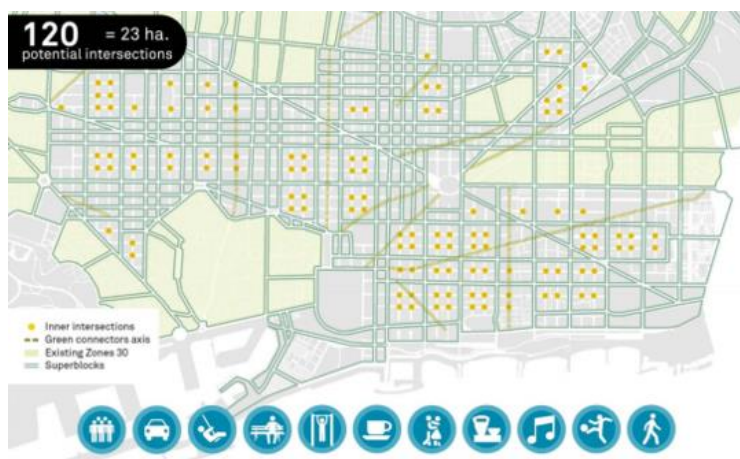 120 = 23 ha.
potential intersections
Inner intersections
Green connectors axis
Existing Zones 30
Superblocks